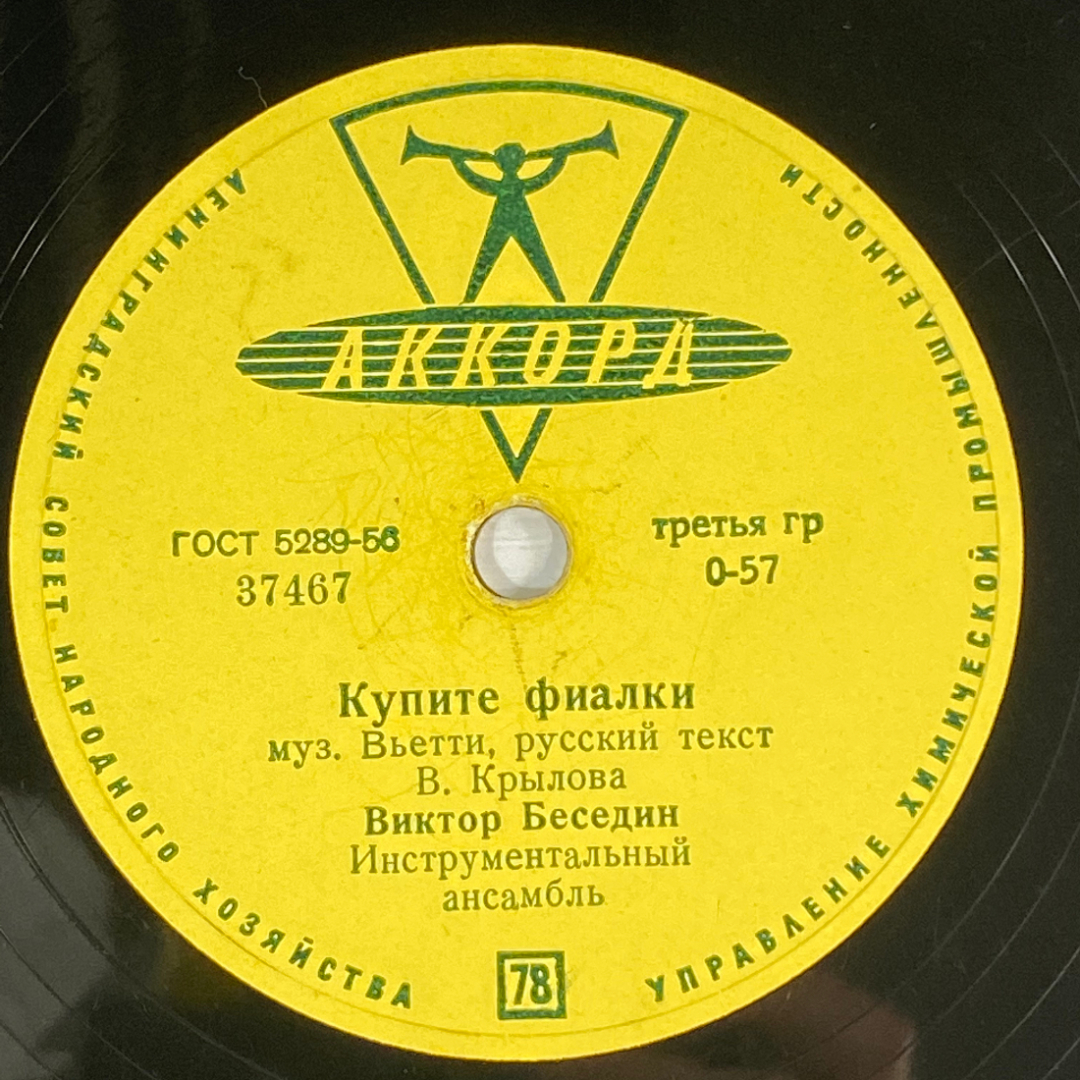 АККОРД
ЛЕНИНГРАДСКИЙ СОВЕТ НАРОДНОГО ХОЗЯЙСТВА
УПРАВЛЕНИЕ ХИМИЧЕСКОЙ ПРОМЫШЛЕННОСТИ
ГОСТ 5289-56
37467
третья гр
0-57
Купите фиалки
муз. Вьетти, русский текст
В. Крылова
Виктор Беседин
Инструментальный
ансамбль
78